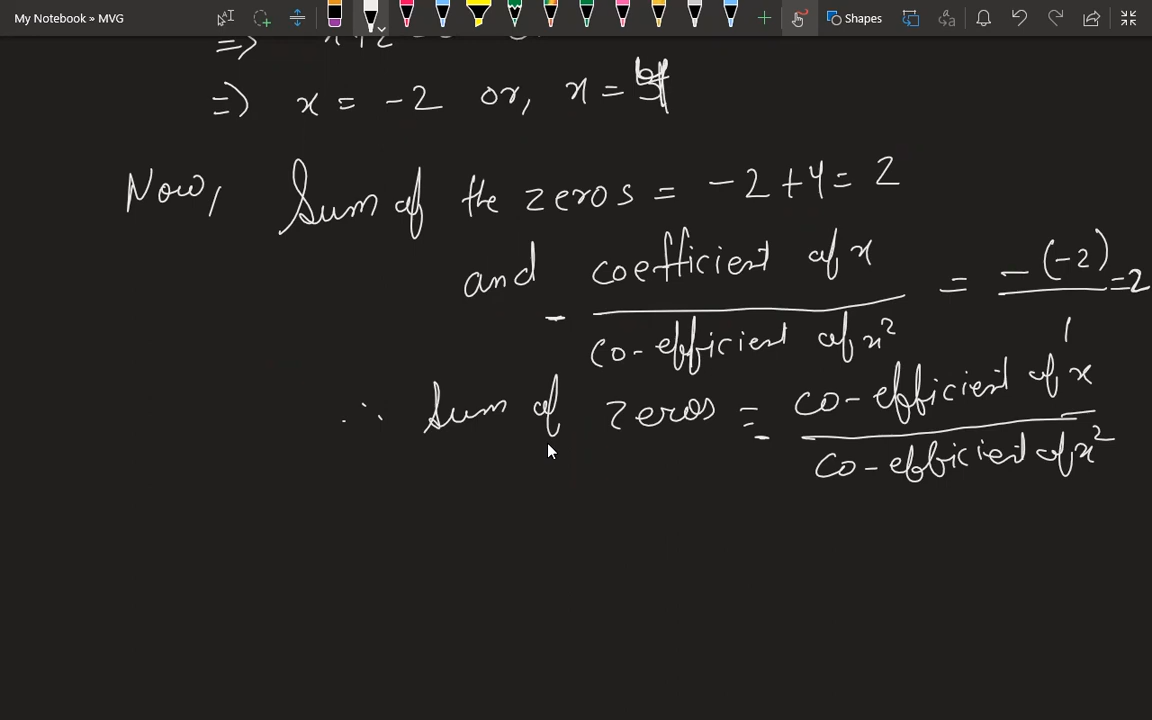 My Notebook » MVG
Shapes
=> x+2
=> x = -2 or, x = 4
Now, Sum of the zeros = -2+4= 2
and - coefficient of x / co-efficient of x² = -(-2) / 1 =2
∴ Sum of zeros = - co-efficient of x / co-efficient of x²